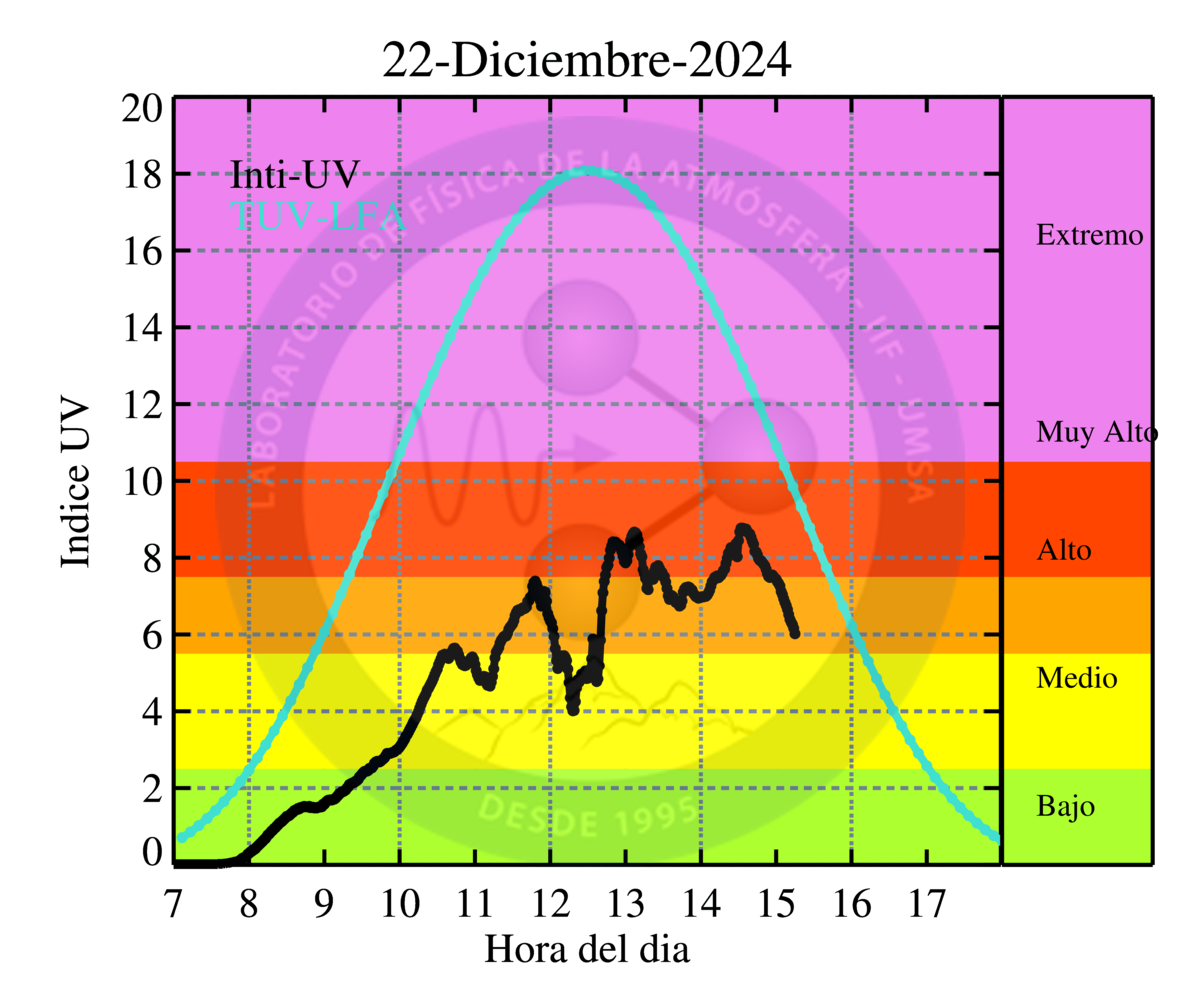 22-Diciembre-2024
Indice UV
20
18
16
14
12
10
8
6
4
2
0
Inti-UV
TUV-LFA
LABORATORIO DE FÍSICA DE LA ATMÓSFERA - IIF - UMSA
DESDE 1995
Extremo
Muy Alto
Alto
Medio
Bajo
7 8 9 10 11 12 13 14 15 16 17
Hora del dia